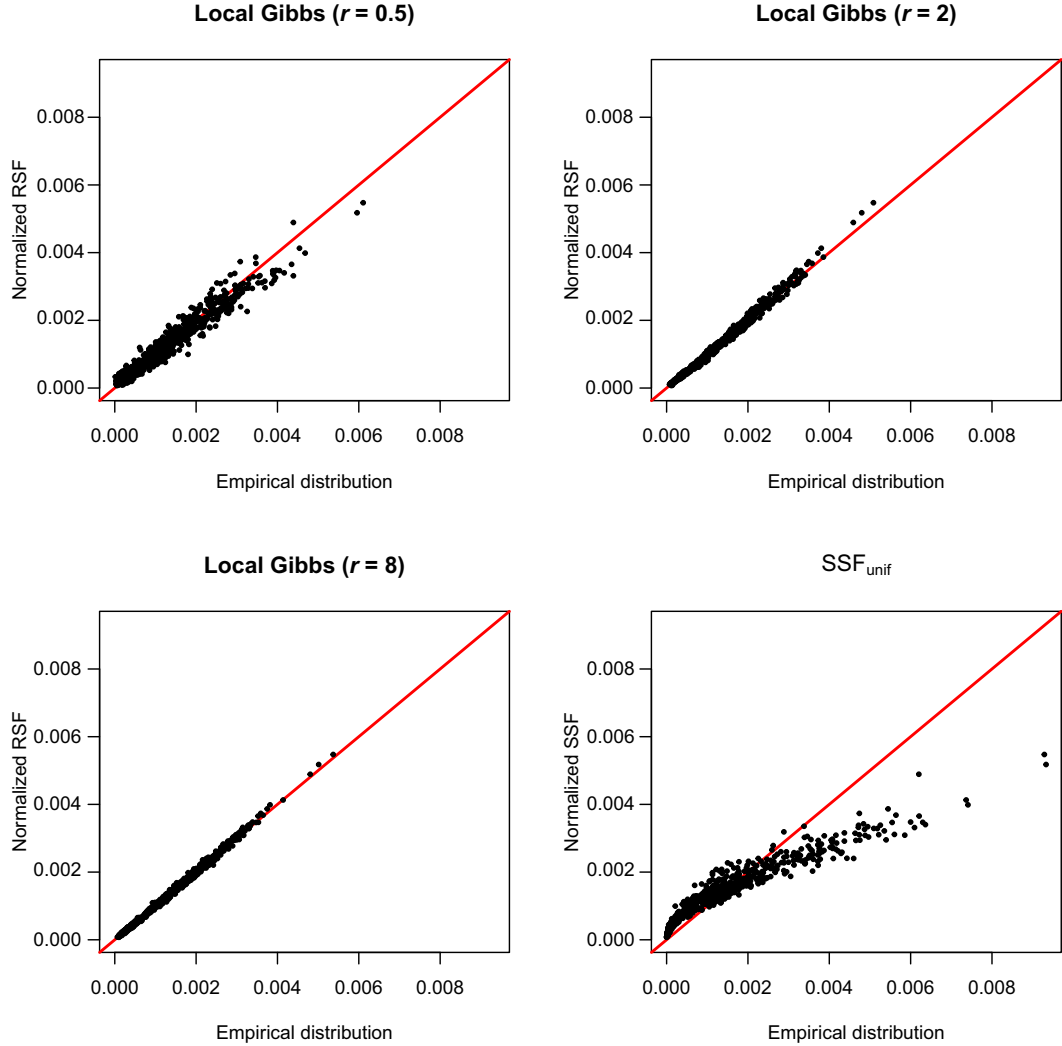 Local Gibbs (r = 0.5)
Normalized RSF
0.008
0.006
0.004
0.002
0.000
0.000 0.002 0.004 0.006 0.008
Empirical distribution
Local Gibbs (r = 2)
Normalized RSF
0.008
0.006
0.004
0.002
0.000
0.000 0.002 0.004 0.006 0.008
Empirical distribution
Local Gibbs (r = 8)
Normalized RSF
0.008
0.006
0.004
0.002
0.000
0.000 0.002 0.004 0.006 0.008
Empirical distribution
SSFunif
Normalized SSF
0.008
0.006
0.004
0.002
0.000
0.000 0.002 0.004 0.006 0.008
Empirical distribution